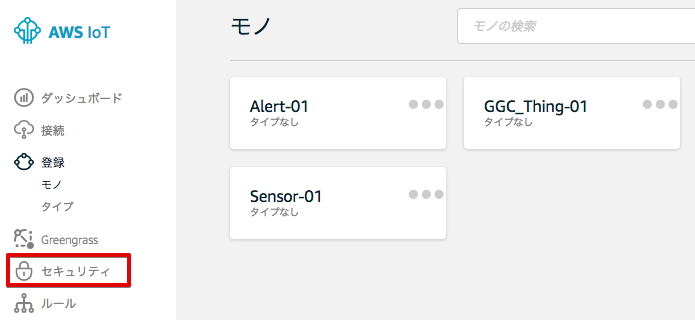 AWS IoT
ダッシュボード
接続
登録
モノ
タイプ
Greengrass
セキュリティ
ルール
モノ
モノの検索
Alert-01
タイプなし
GGC_Thing-01
タイプなし
Sensor-01
タイプなし